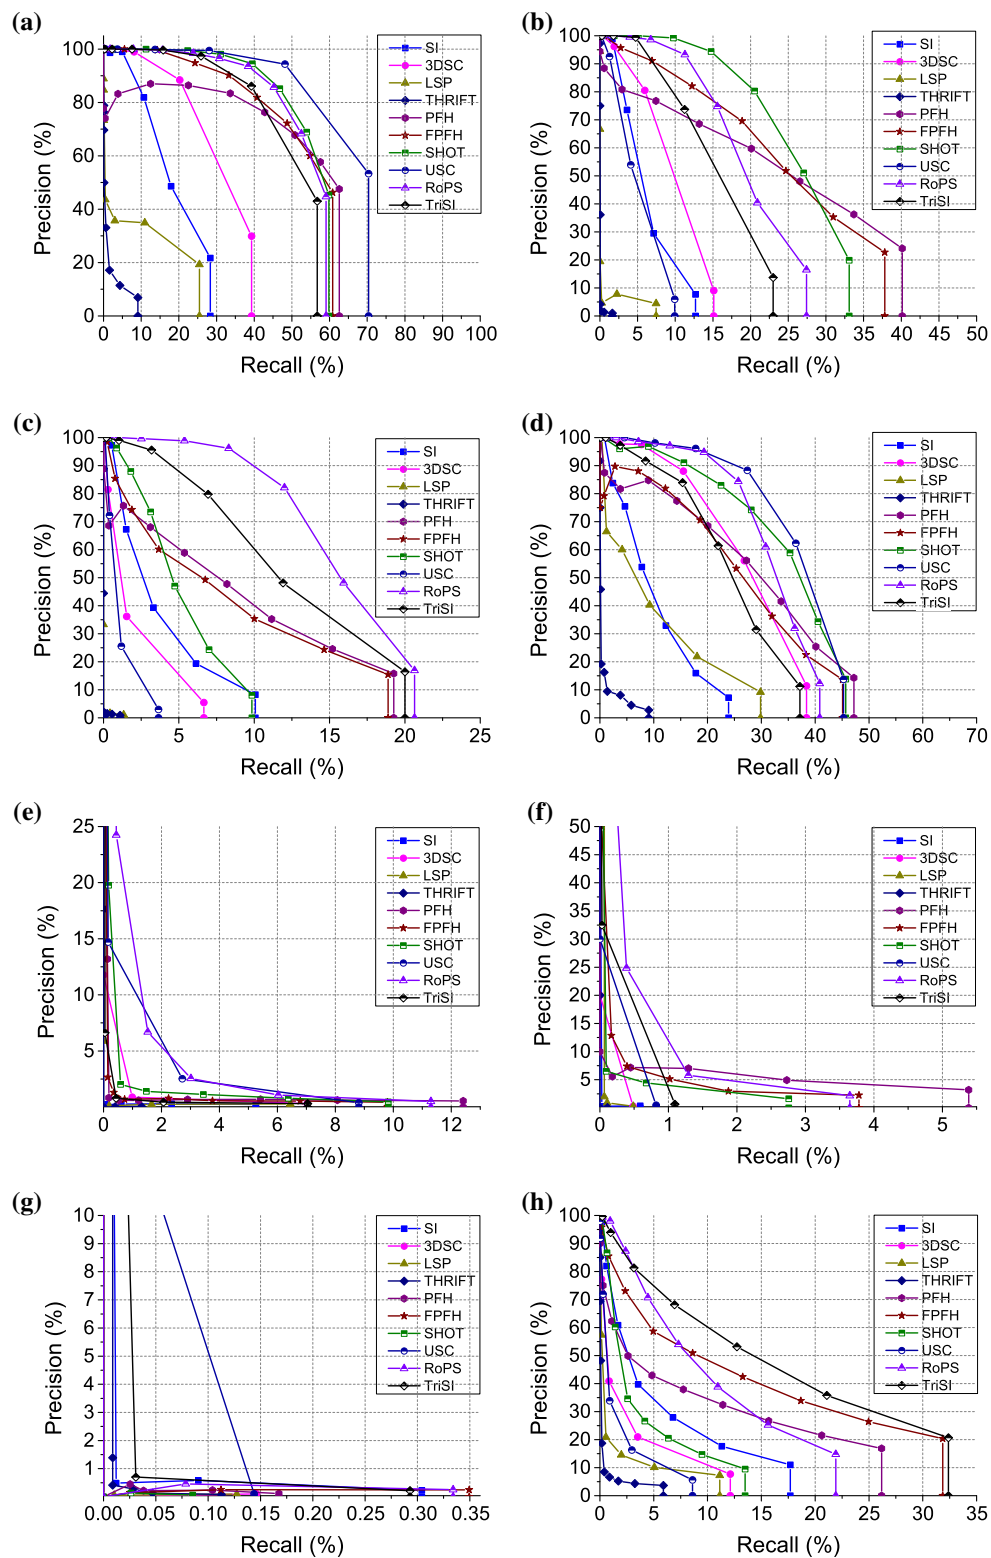 (a)
100
80
60
40
20
0
Precision (%)
0 10 20 30 40 50 60 70 80 90 100
Recall (%)
SI
3DSC
LSP
THRIFT
PFH
FPFH
SHOT
USC
RoPS
TriSI
(b)
100
90
80
70
60
50
40
30
20
10
0
Precision (%)
0 5 10 15 20 25 30 35 40 45 50
Recall (%)
SI
3DSC
LSP
THRIFT
PFH
FPFH
SHOT
USC
RoPS
TriSI
(c)
100
90
80
70
60
50
40
30
20
10
0
Precision (%)
0 5 10 15 20 25
Recall (%)
SI
3DSC
LSP
THRIFT
PFH
FPFH
SHOT
USC
RoPS
TriSI
(d)
100
90
80
70
60
50
40
30
20
10
0
Precision (%)
0 10 20 30 40 50 60 70
Recall (%)
SI
3DSC
LSP
THRIFT
PFH
FPFH
SHOT
USC
RoPS
TriSI
(e)
25
20
15
10
5
Precision (%)
0 2 4 6 8 10 12
Recall (%)
SI
3DSC
LSP
THRIFT
PFH
FPFH
SHOT
USC
RoPS
TriSI
(f)
50
45
40
35
30
25
20
15
10
5
Precision (%)
0 1 2 3 4 5
Recall (%)
SI
3DSC
LSP
THRIFT
PFH
FPFH
SHOT
USC
RoPS
TriSI
(g)
10
9
8
7
6
5
4
3
2
1
Precision (%)
0.00 0.05 0.10 0.15 0.20 0.25 0.30 0.35
Recall (%)
SI
3DSC
LSP
THRIFT
PFH
FPFH
SHOT
USC
RoPS
TriSI
(h)
100
90
80
70
60
50
40
30
20
10
0
Precision (%)
0 5 10 15 20 25 30 35
Recall (%)
SI
3DSC
LSP
THRIFT
PFH
FPFH
SHOT
USC
RoPS
TriSI